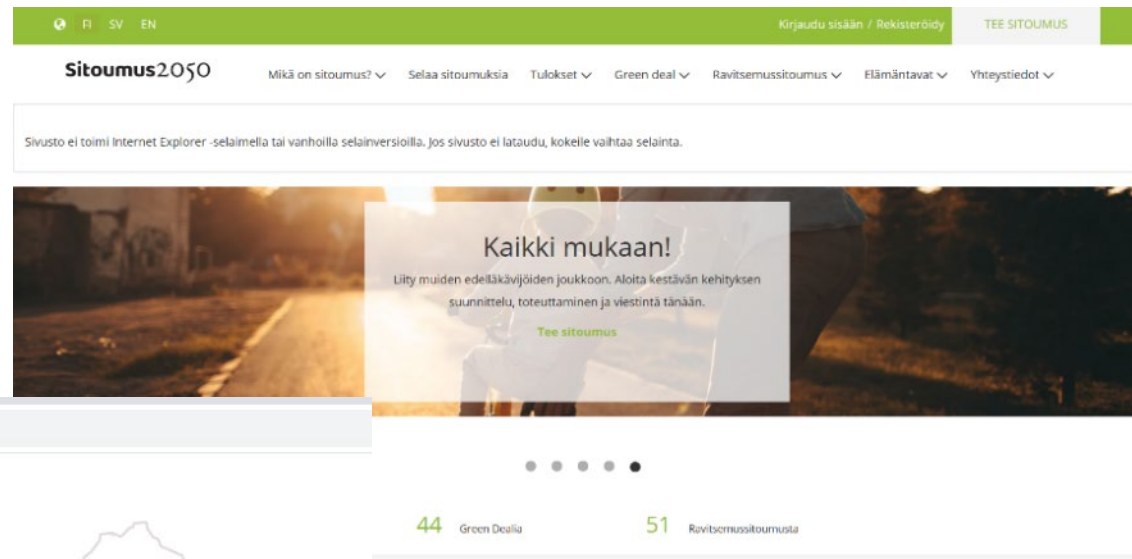 FI SV EN
Kirjaudu sisään / Rekisteröidy
TEE SITOUMUS
Sitoumus2050
Mikä on sitoumus? Selaa sitoumuksia Tulokset Green deal Ravitsemussitoumus Elämäntavat Yhteystiedot
Sivusto ei toimi Internet Explorer -selaimella tai vanhoilla selainversioilla. Jos sivusto ei lataudu, kokeile vaihtaa selainta.
Kaikki mukaan!
Liity muiden edelläkävijöiden joukkoon. Aloita kestävän kehityksen
suunnittelu, toteuttaminen ja viestintä tänään.
Tee sitoumus
44 Green Dealia
51 Ravitsemussitoumusta